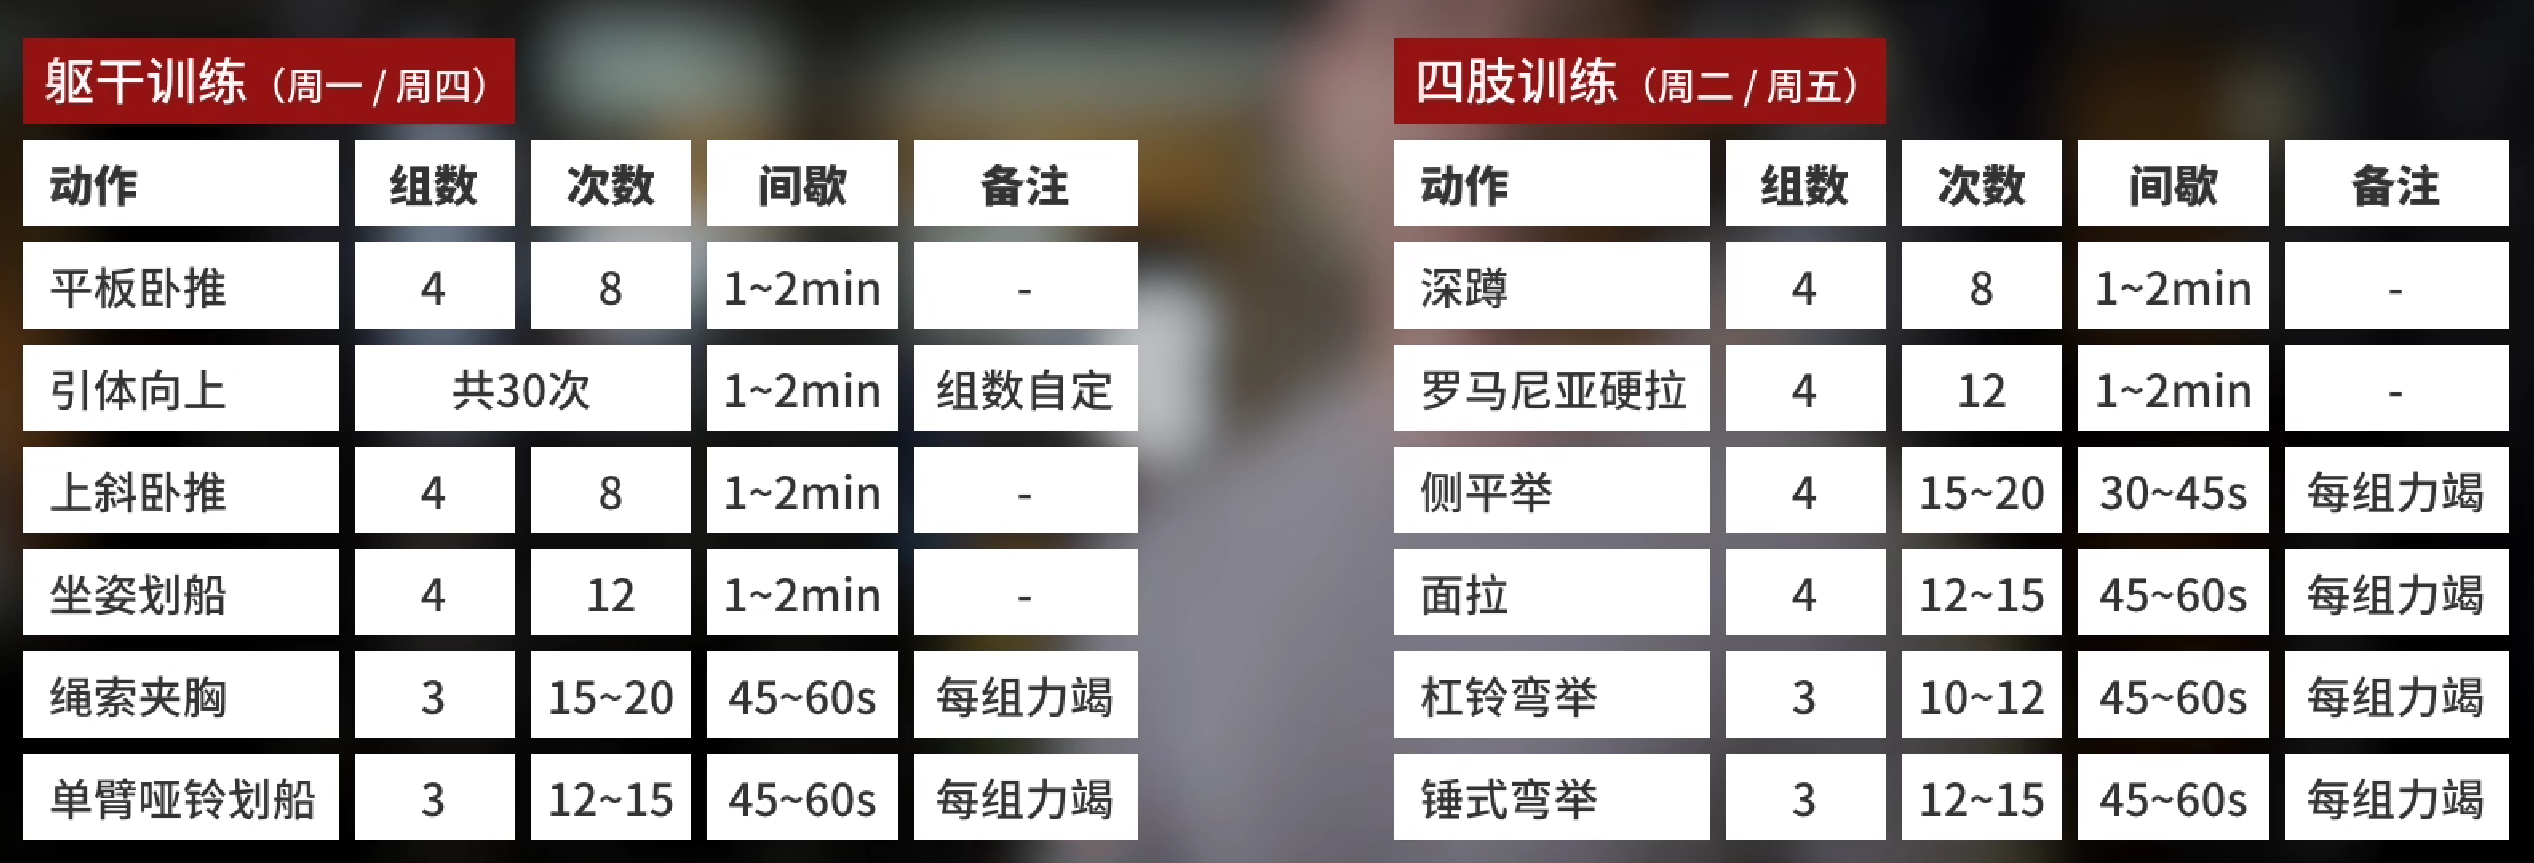 躯干训练（周一 / 周四）
动作 组数 次数 间歇 备注
平板卧推 4 8 1~2min -
引体向上 共30次 1~2min 组数自定
上斜卧推 4 8 1~2min -
坐姿划船 4 12 1~2min -
绳索夹胸 3 15~20 45~60s 每组力竭
单臂哑铃划船 3 12~15 45~60s 每组力竭
四肢训练（周二 / 周五）
动作 组数 次数 间歇 备注
深蹲 4 8 1~2min -
罗马尼亚硬拉 4 12 1~2min -
侧平举 4 15~20 30~45s 每组力竭
面拉 4 12~15 45~60s 每组力竭
杠铃弯举 3 10~12 45~60s 每组力竭
锤式弯举 3 12~15 45~60s 每组力竭